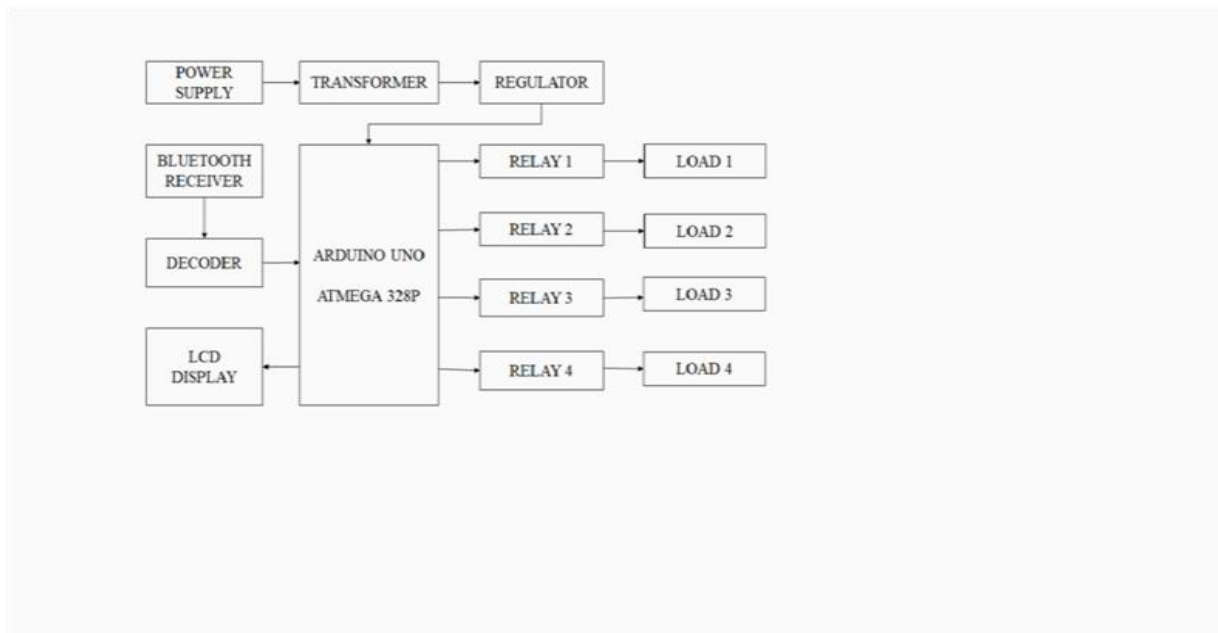 POWER
SUPPLY
TRANSFORMER
REGULATOR
BLUETOOTH
RECEIVER
DECODER
LCD
DISPLAY
ARDUINO UNO
ATMEGA 328P
RELAY 1
LOAD 1
RELAY 2
LOAD 2
RELAY 3
LOAD 3
RELAY 4
LOAD 4